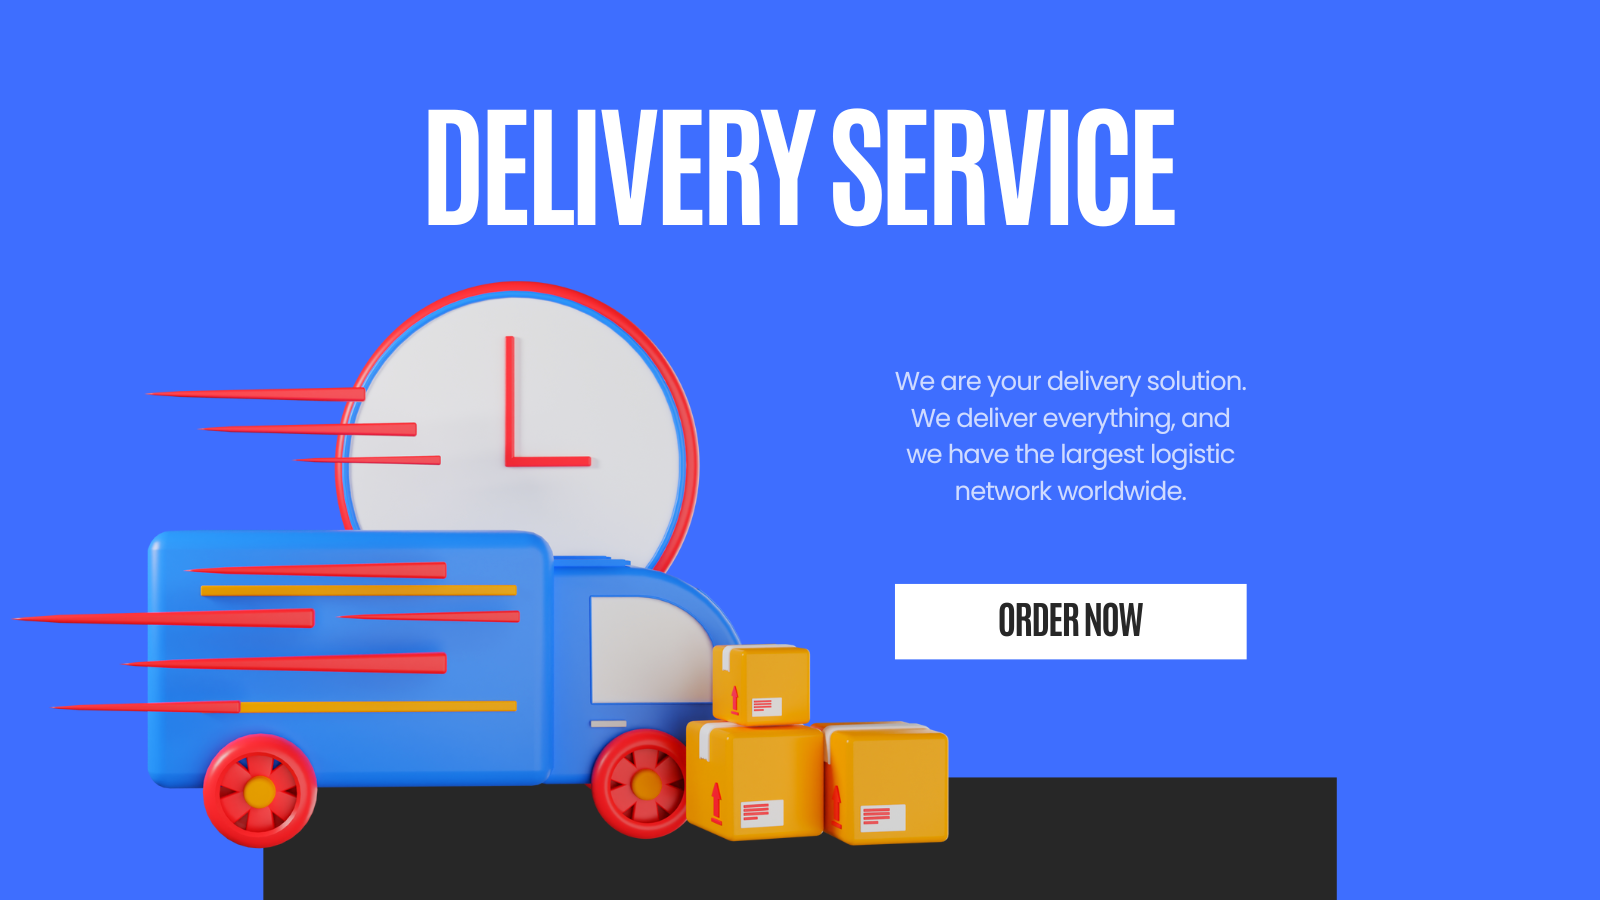 DELIVERY SERVICE
We are your delivery solution.
We deliver everything, and
we have the largest logistic
network worldwide.
ORDER NOW